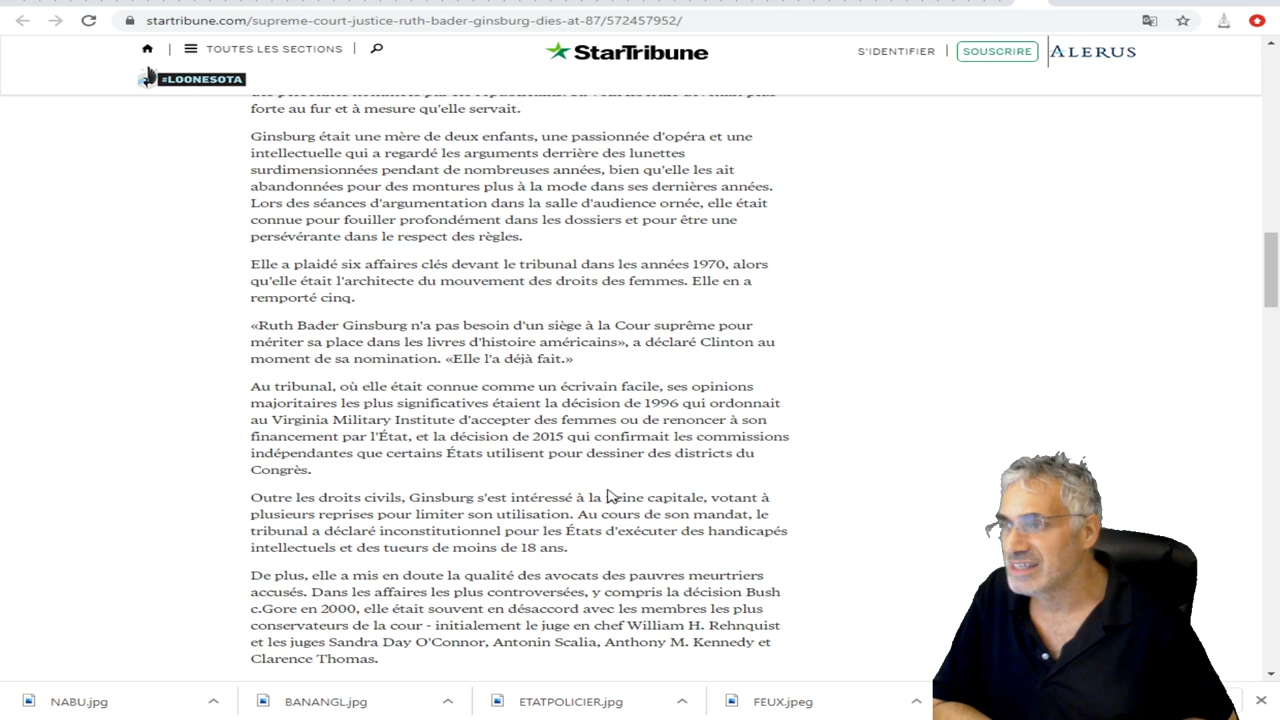 startribune.com/supreme-court-justice-ruth-bader-ginsburg-dies-at-87/572457952/
TOUTES LES SECTIONS
StarTribune
S'IDENTIFIER
SOUSCRIRE
ALERUS
#LOONESOTA
forte au fur et à mesure qu'elle servait.
Ginsburg était une mère de deux enfants, une passionnée d'opéra et une
intellectuelle qui a regardé les arguments derrière des lunettes
surdimensionnées pendant de nombreuses années, bien qu'elle les ait
abandonnées pour des montures plus à la mode dans ses dernières années.
Lors des séances d'argumentation dans la salle d'audience ornée, elle était
connue pour fouiller profondément dans les dossiers et pour être une
persévérante dans le respect des règles.
Elle a plaidé six affaires clés devant le tribunal dans les années 1970, alors
qu'elle était l'architecte du mouvement des droits des femmes. Elle en a
remporté cinq.
«Ruth Bader Ginsburg n'a pas besoin d'un siège à la Cour suprême pour
mériter sa place dans les livres d'histoire américains», a déclaré Clinton au
moment de sa nomination. «Elle l'a déjà fait.»
Au tribunal, où elle était connue comme un écrivain facile, ses opinions
majoritaires les plus significatives étaient la décision de 1996 qui ordonnait
au Virginia Military Institute d'accepter des femmes ou de renoncer à son
financement par l'État, et la décision de 2015 qui confirmait les commissions
indépendantes que certains États utilisent pour dessiner des districts du
Congrès.
Outre les droits civils, Ginsburg s'est intéressé à la peine capitale, votant à
plusieurs reprises pour limiter son utilisation. Au cours de son mandat, le
tribunal a déclaré inconstitutionnel pour les États d'exécuter des handicapés
intellectuels et des tueurs de moins de 18 ans.
De plus, elle a mis en doute la qualité des avocats des pauvres meurtriers
accusés. Dans les affaires les plus controversées, y compris la décision Bush
c.Gore en 2000, elle était souvent en désaccord avec les membres les plus
conservateurs de la cour - initialement le juge en chef William H. Rehnquist
et les juges Sandra Day O'Connor, Antonin Scalia, Anthony M. Kennedy et
Clarence Thomas.
NABU.jpg
BANANGL.jpg
ETATPOLICIER.jpg
FEUX.jpeg